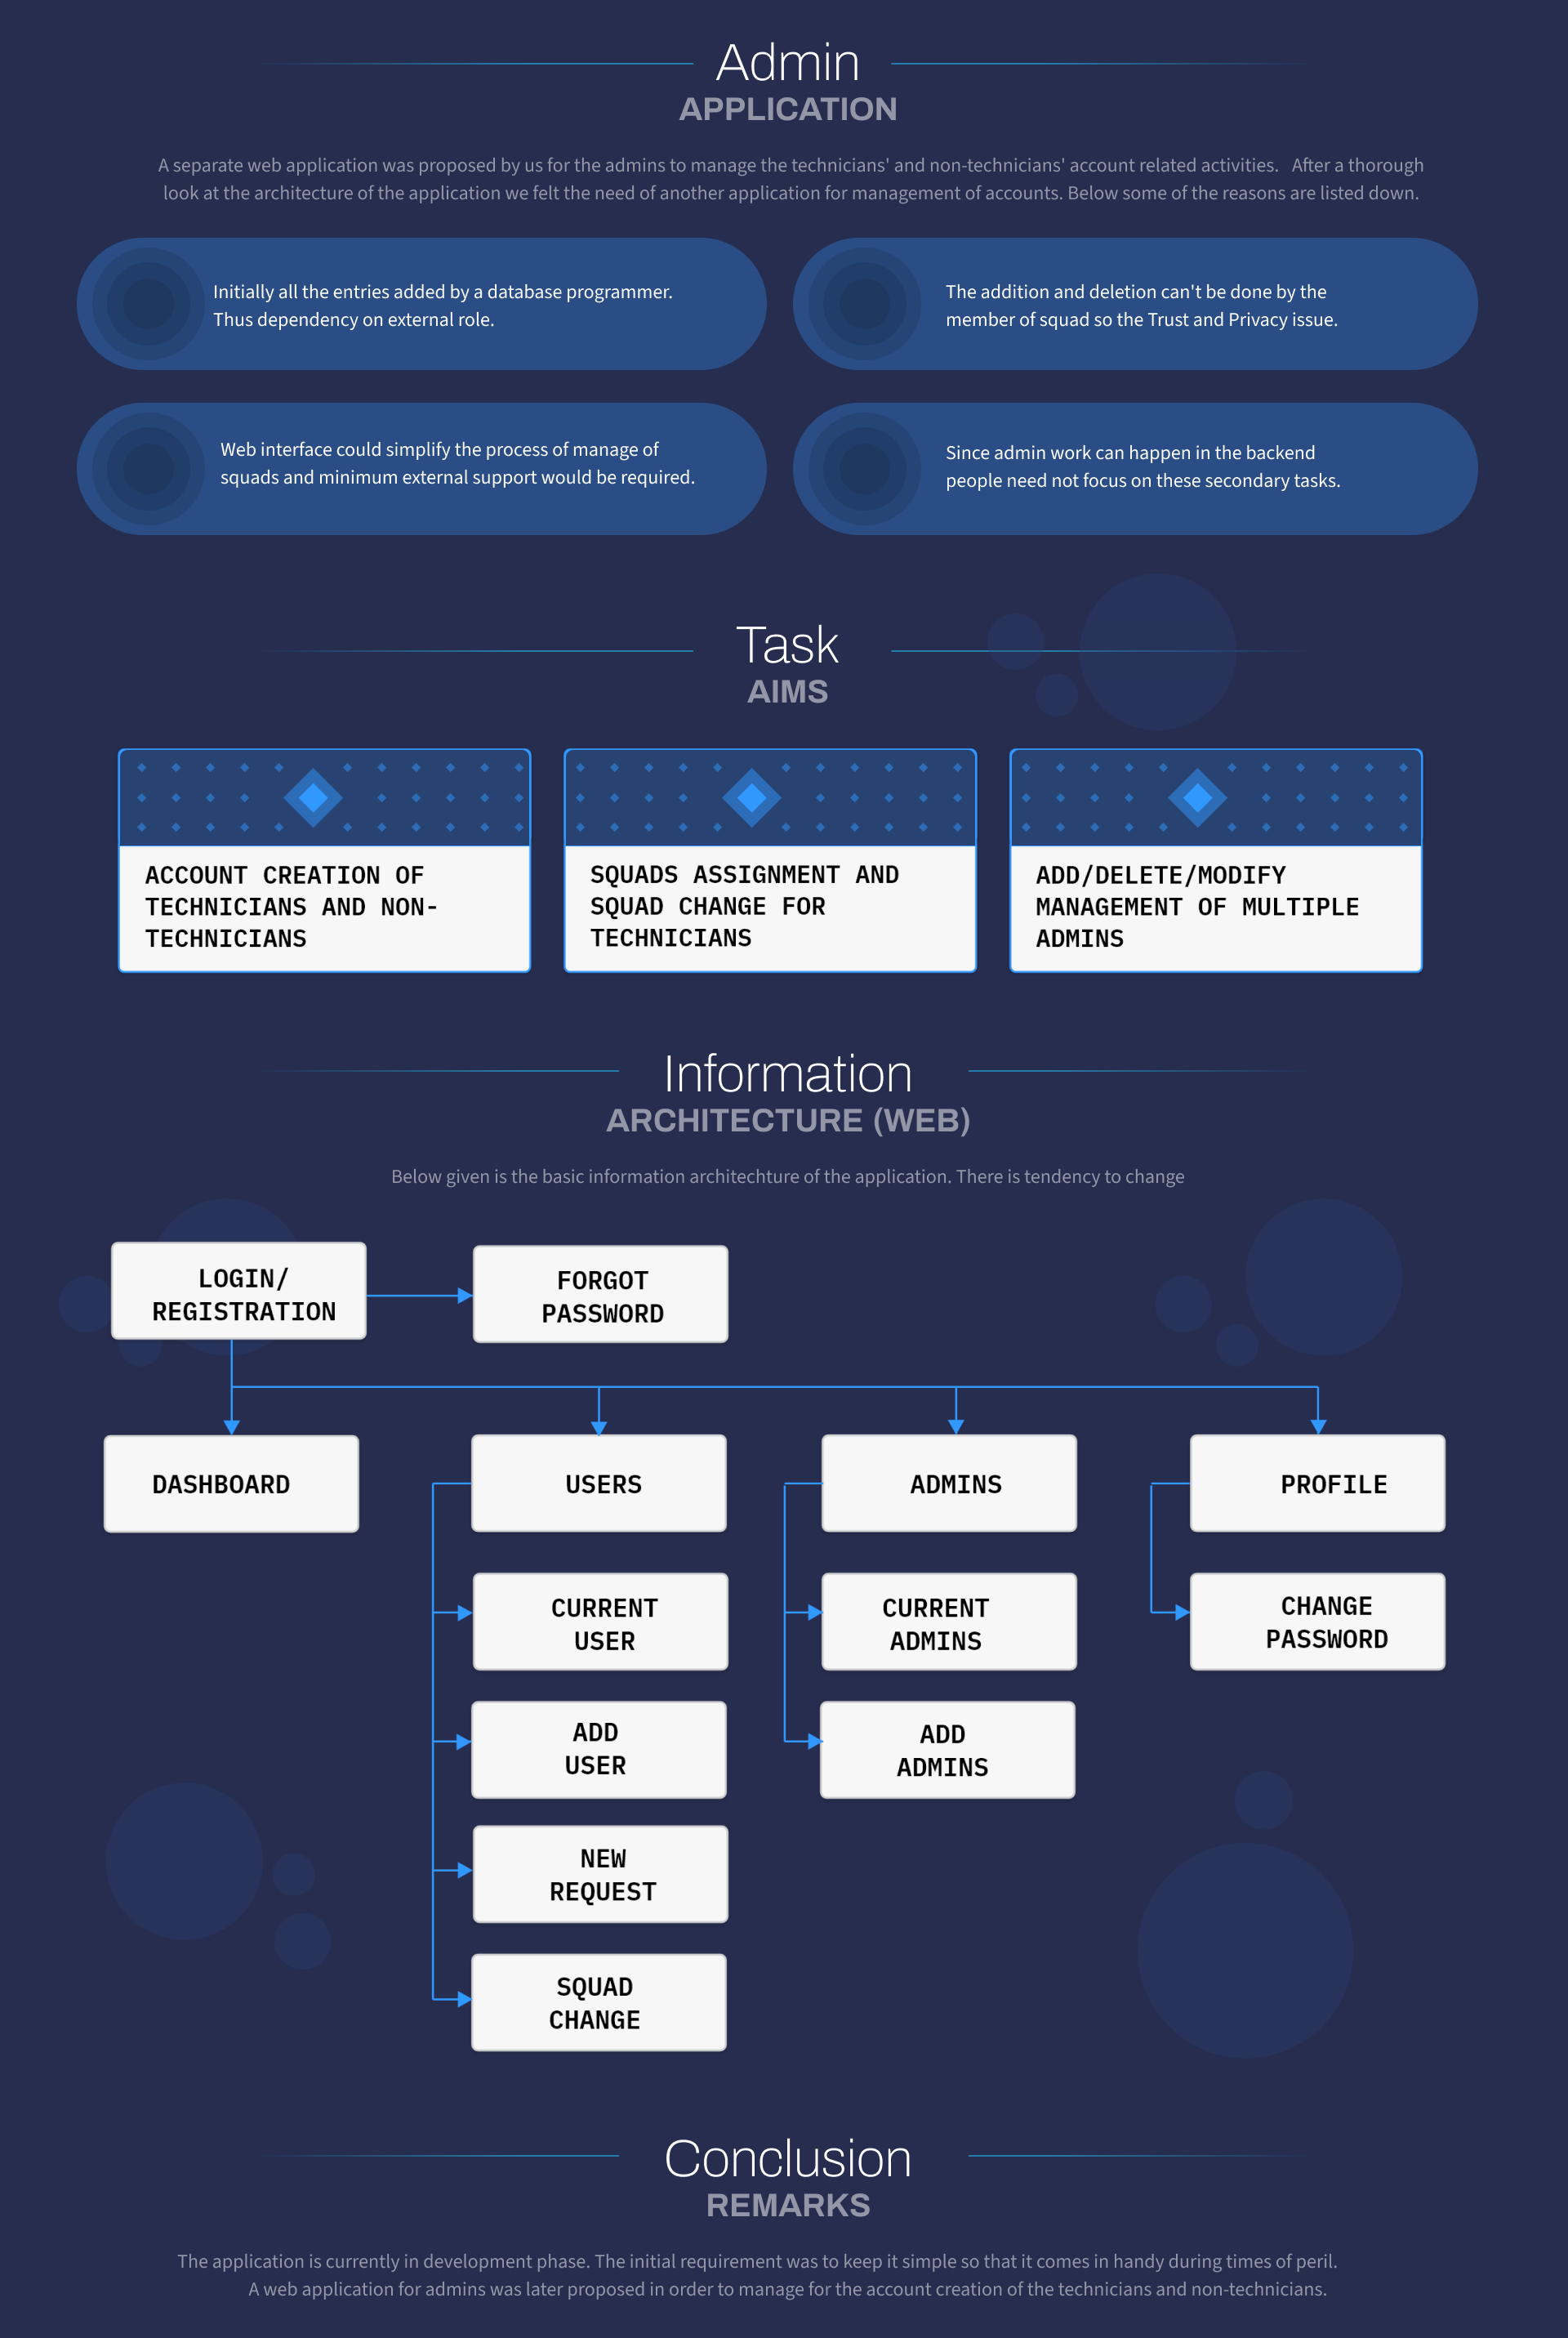 Admin
APPLICATION
A separate web application was proposed by us for the admins to manage the technicians' and non-technicians' account related activities.   After a thorough
look at the architecture of the application we felt the need of another application for management of accounts. Below some of the reasons are listed down.
Initially all the entries added by a database programmer.
Thus dependency on external role.
The addition and deletion can't be done by the
member of squad so the Trust and Privacy issue.
Web interface could simplify the process of manage of
squads and minimum external support would be required.
Since admin work can happen in the backend
people need not focus on these secondary tasks.
Task
AIMS
ACCOUNT CREATION OF
TECHNICIANS AND NON-
TECHNICIANS
SQUADS ASSIGNMENT AND
SQUAD CHANGE FOR
TECHNICIANS
ADD/DELETE/MODIFY
MANAGEMENT OF MULTIPLE
ADMINS
Information
ARCHITECTURE (WEB)
Below given is the basic information architechture of the application. There is tendency to change
LOGIN/
REGISTRATION
FORGOT
PASSWORD
DASHBOARD
USERS
ADMINS
PROFILE
CURRENT
USER
CURRENT
ADMINS
CHANGE
PASSWORD
ADD
USER
ADD
ADMINS
NEW
REQUEST
SQUAD
CHANGE
Conclusion
REMARKS
The application is currently in development phase. The initial requirement was to keep it simple so that it comes in handy during times of peril.
A web application for admins was later proposed in order to manage for the account creation of the technicians and non-technicians.